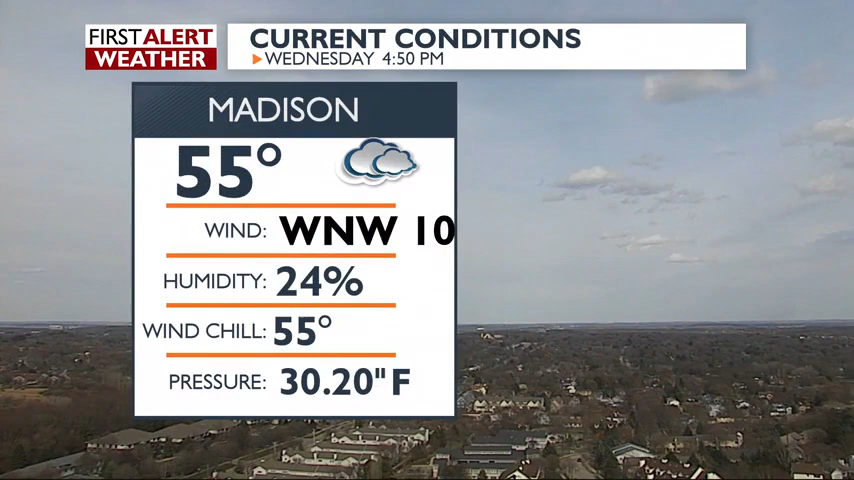 FIRST ALERT
WEATHER
CURRENT CONDITIONS
WEDNESDAY 4:50 PM
MADISON
55°
WIND: WNW 10
HUMIDITY: 24%
WIND CHILL: 55°
PRESSURE: 30.20" F